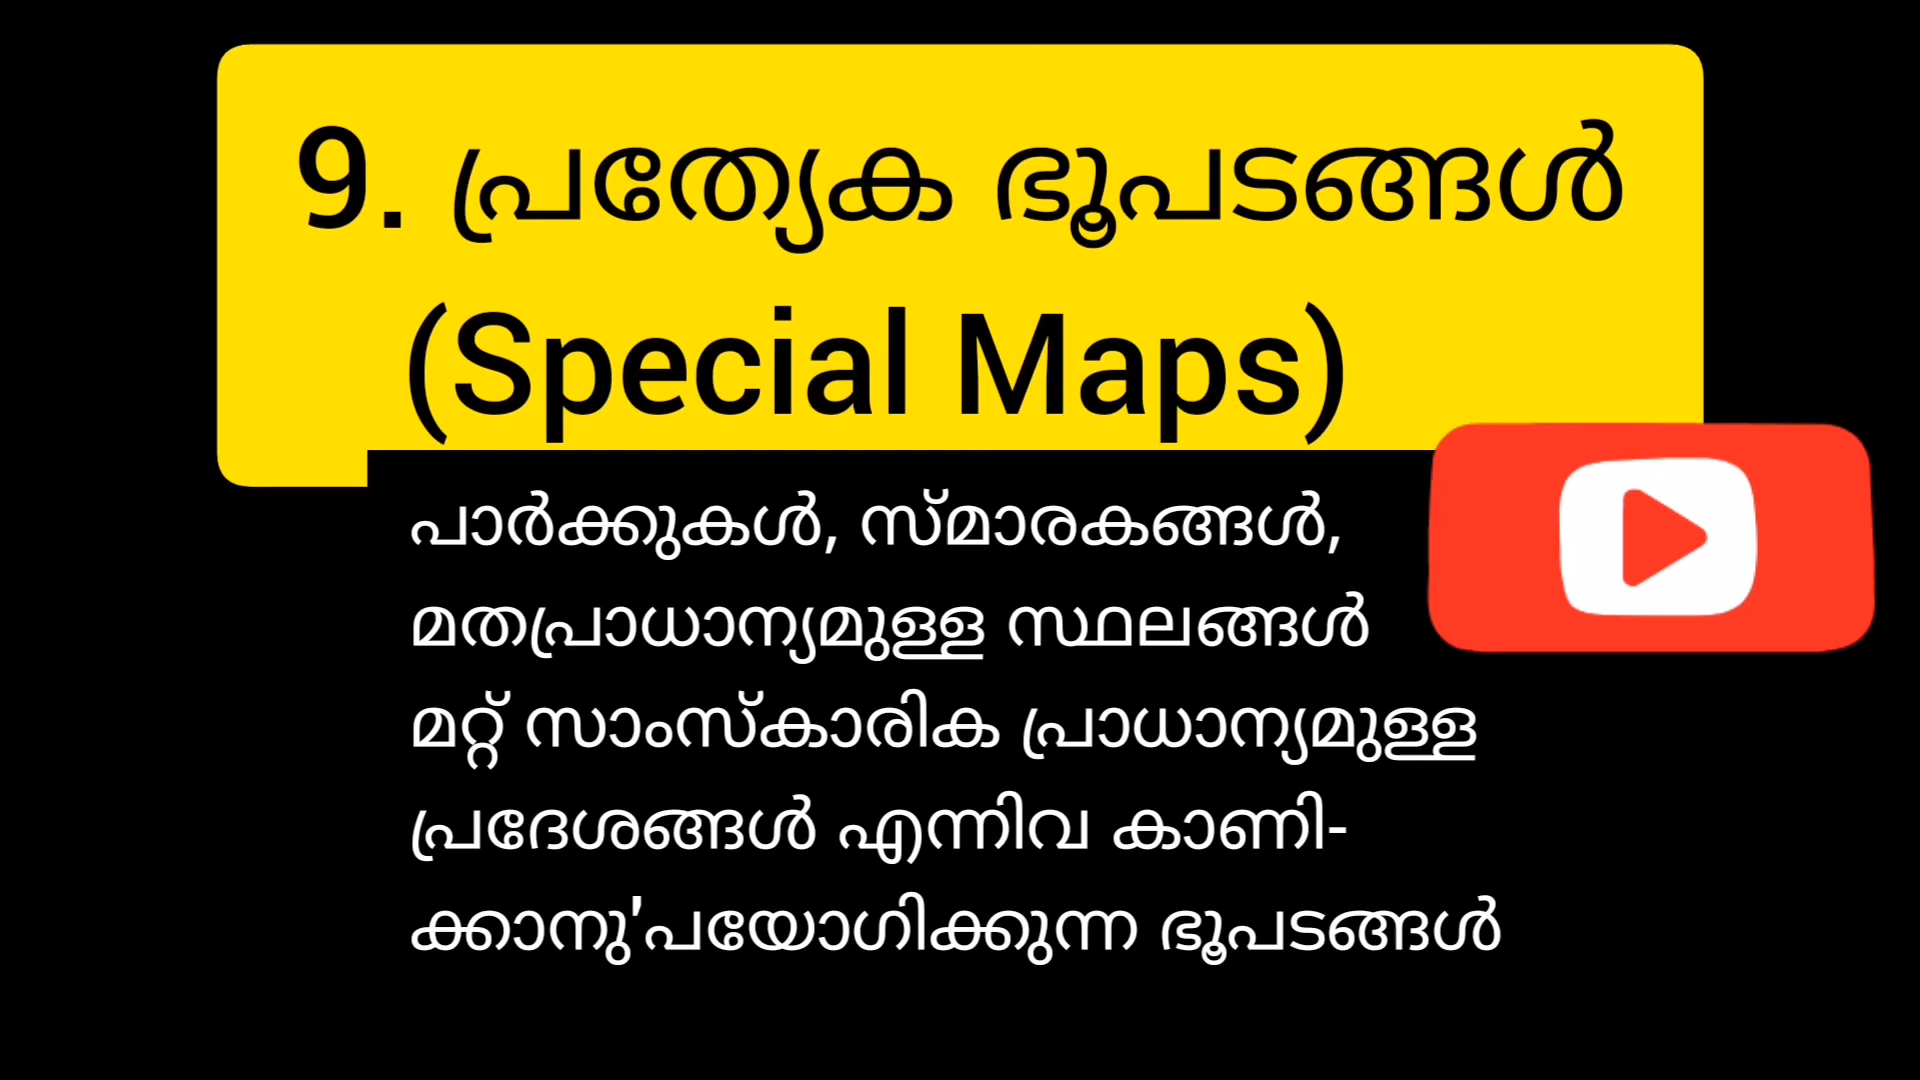 9. പ്രത്യേക ഭൂപടങ്ങൾ
(Special Maps)
പാർക്കുകൾ, സ്മാരകങ്ങൾ,
മതപ്രാധാന്യമുള്ള സ്ഥലങ്ങൾ
മറ്റ് സാംസ്കാരിക പ്രാധാന്യമുള്ള
പ്രദേശങ്ങൾ എന്നിവ കാണി-
ക്കാനു'പയോഗിക്കുന്ന ഭൂപടങ്ങൾ